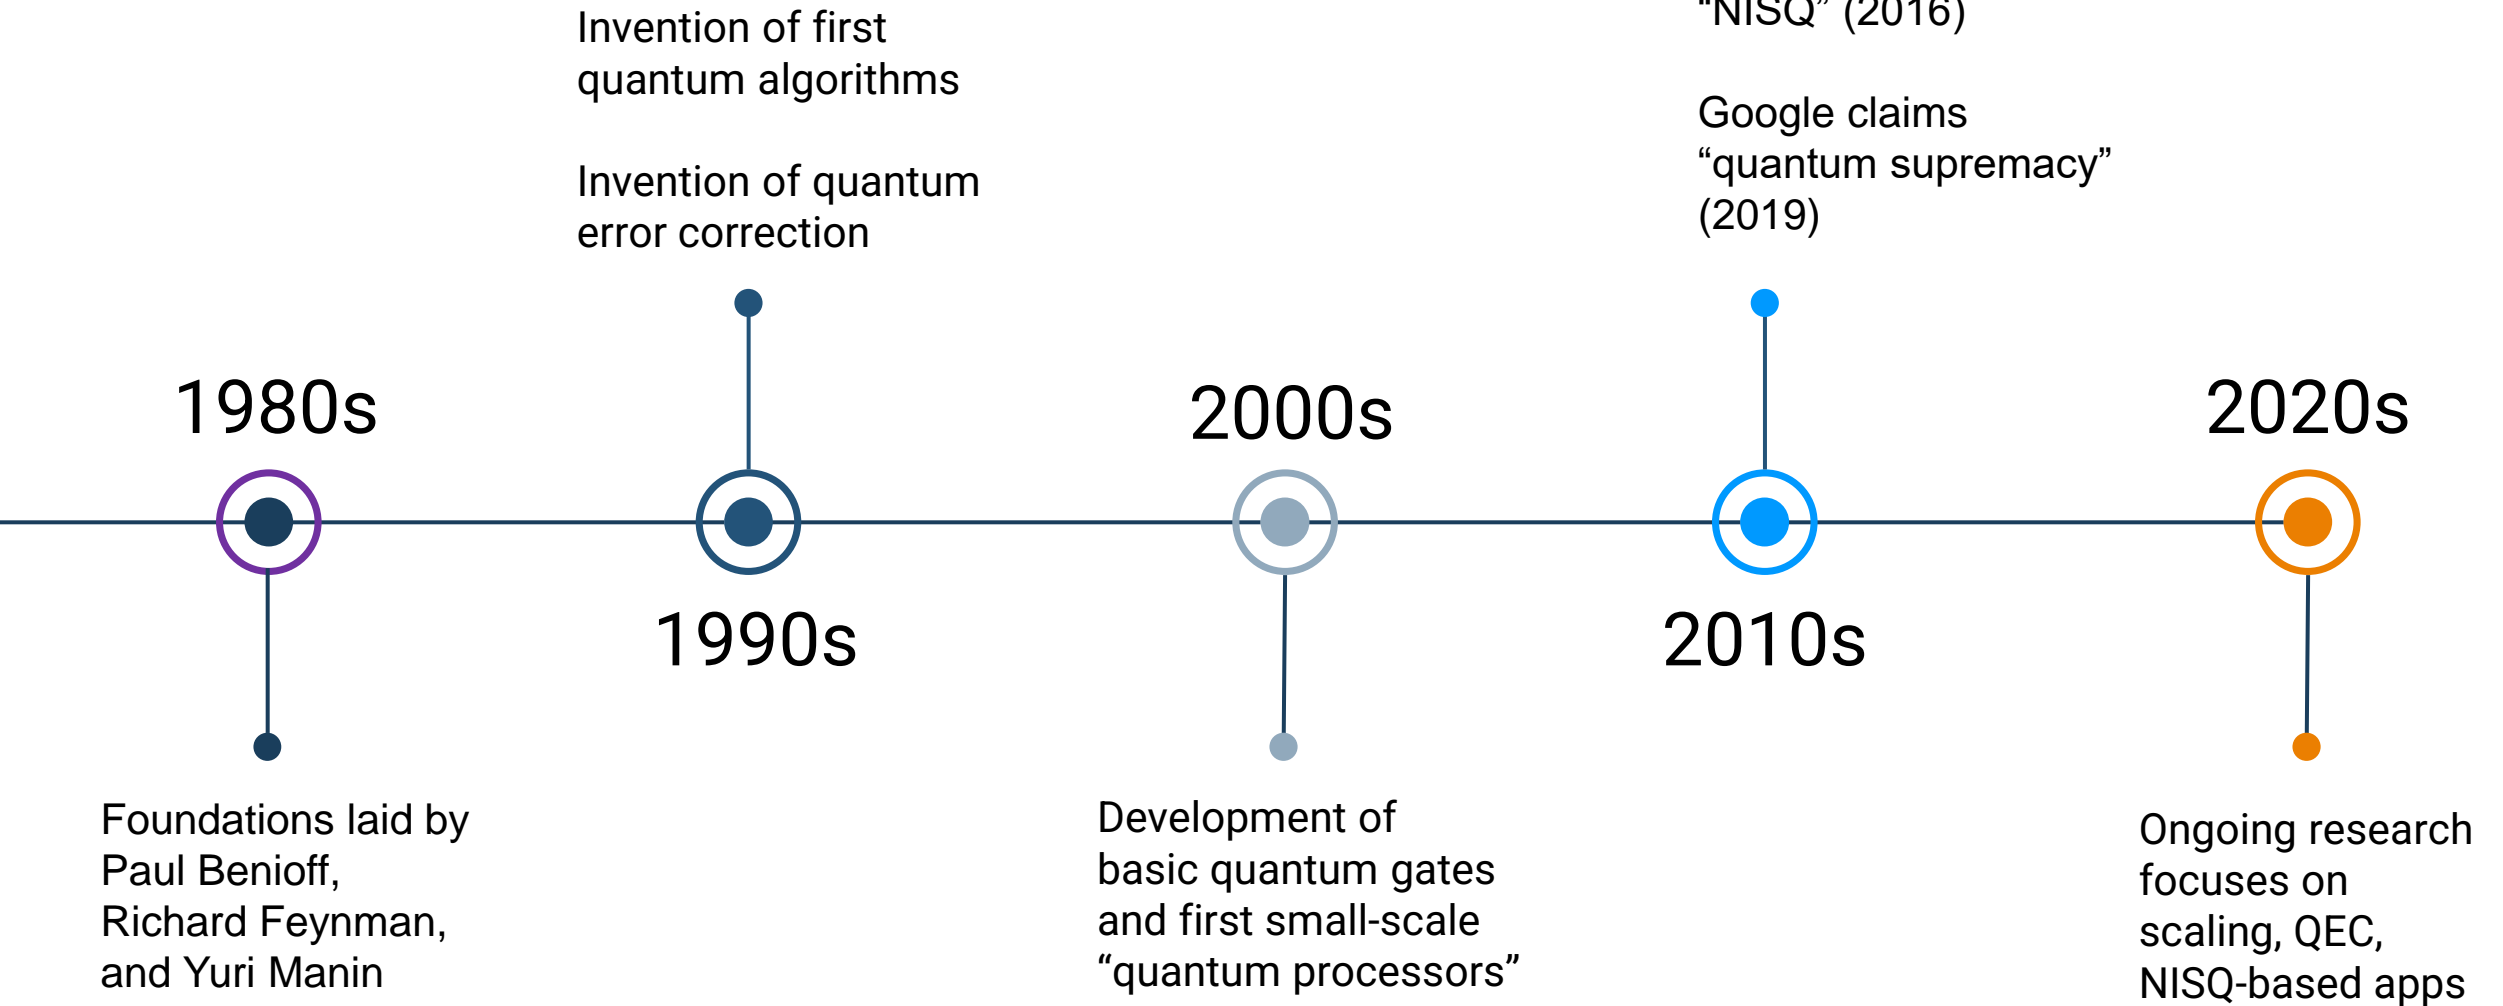 Invention of first
quantum algorithms
Invention of quantum
error correction
“NISQ” (2016)
Google claims
“quantum supremacy”
(2019)
1980s
2000s
2020s
1990s
2010s
Foundations laid by
Paul Benioff,
Richard Feynman,
and Yuri Manin
Development of
basic quantum gates
and first small-scale
“quantum processors”
Ongoing research
focuses on
scaling, QEC,
NISQ-based apps